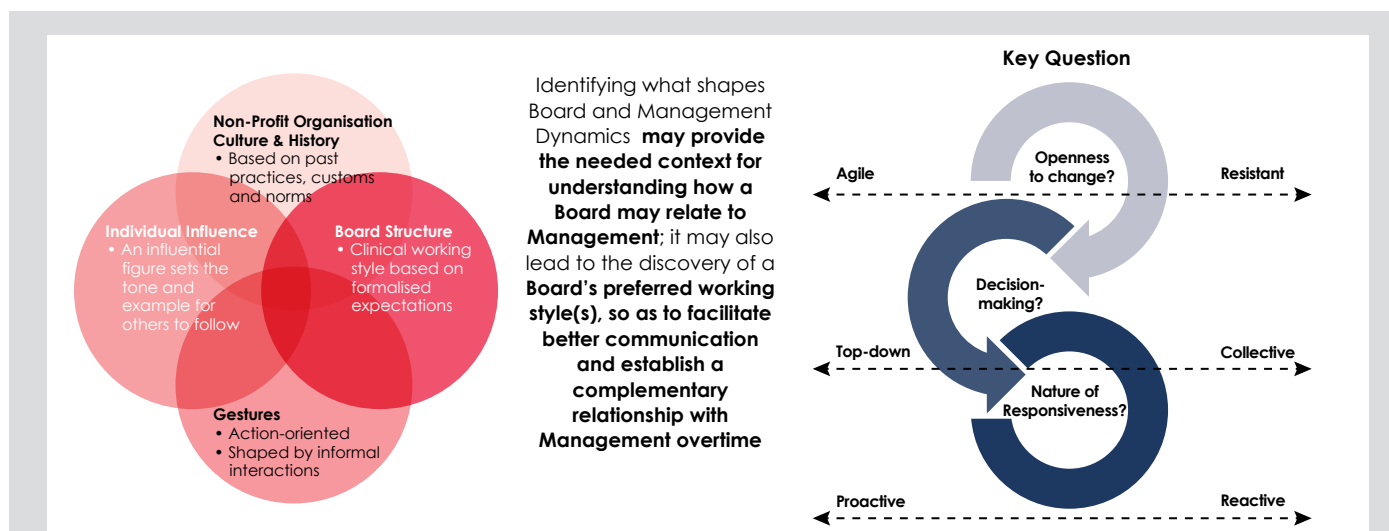 Non-Profit Organisation
Culture & History
• Based on past
practices, customs
and norms
Individual Influence
• An influential
figure sets the
tone and
example for
others to follow
Board Structure
• Clinical working
style based on
formalised
expectations
Gestures
• Action-oriented
• Shaped by informal
interactions
Identifying what shapes
Board and Management
Dynamics may provide
the needed context for
understanding how a
Board may relate to
Management; it may also
lead to the discovery of a
Board's preferred working
style(s), so as to facilitate
better communication
and establish a
complementary
relationship with
Management overtime
Key Question
Openness
to change?
Agile
Resistant
Decision-
making?
Top-down
Collective
Nature of
Responsiveness?
Proactive
Reactive